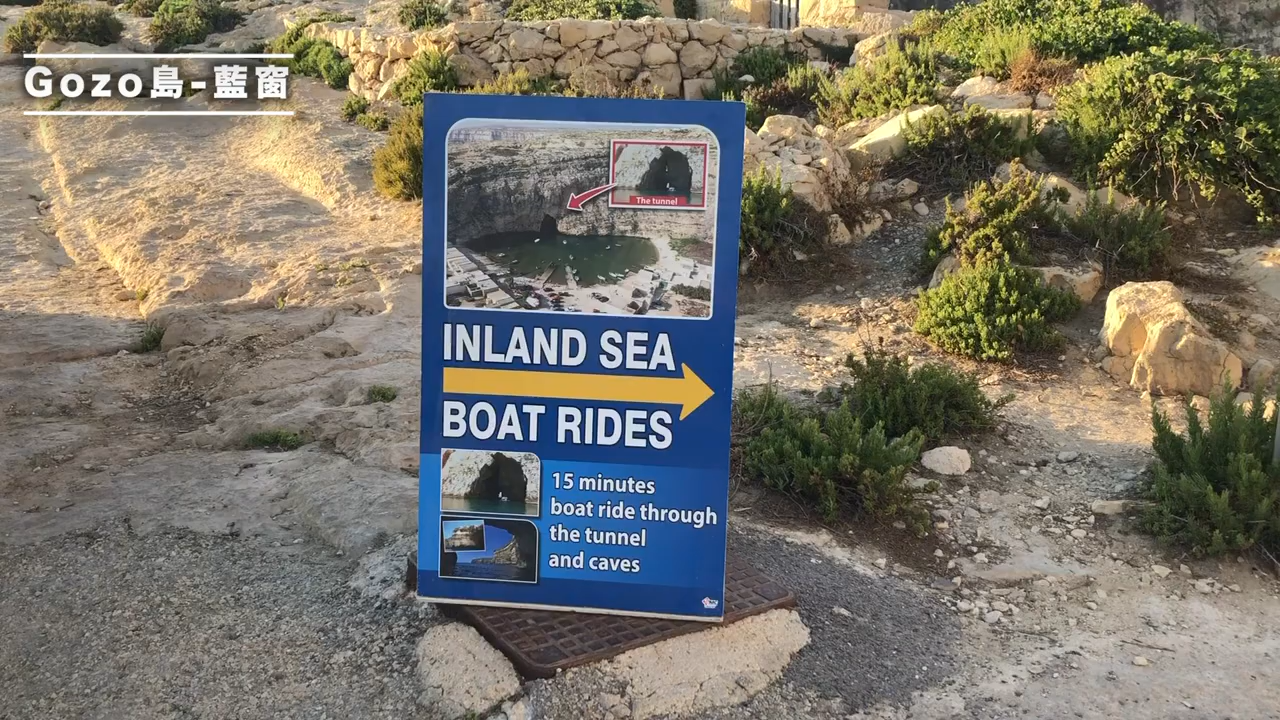 Gozo島-藍窗
The tunnel
INLAND SEA
BOAT RIDES
15 minutes
boat ride through
the tunnel
and caves